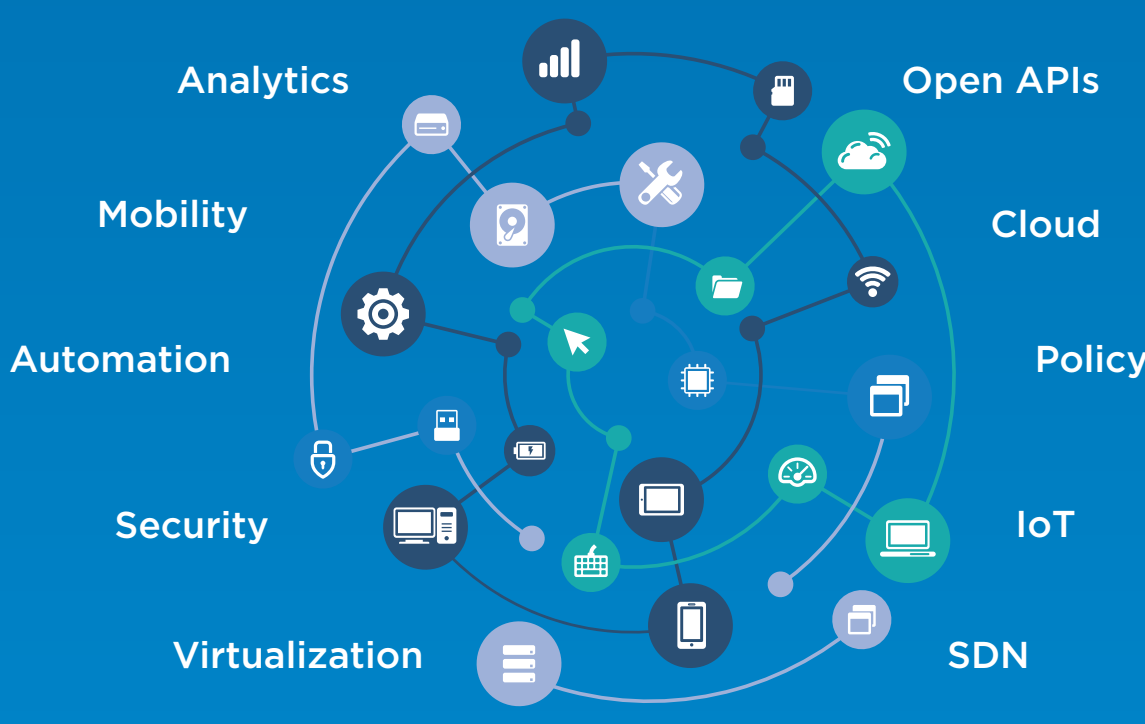 Analytics
Open APIs
Mobility
Cloud
Automation
Policy
Security
IoT
Virtualization
SDN